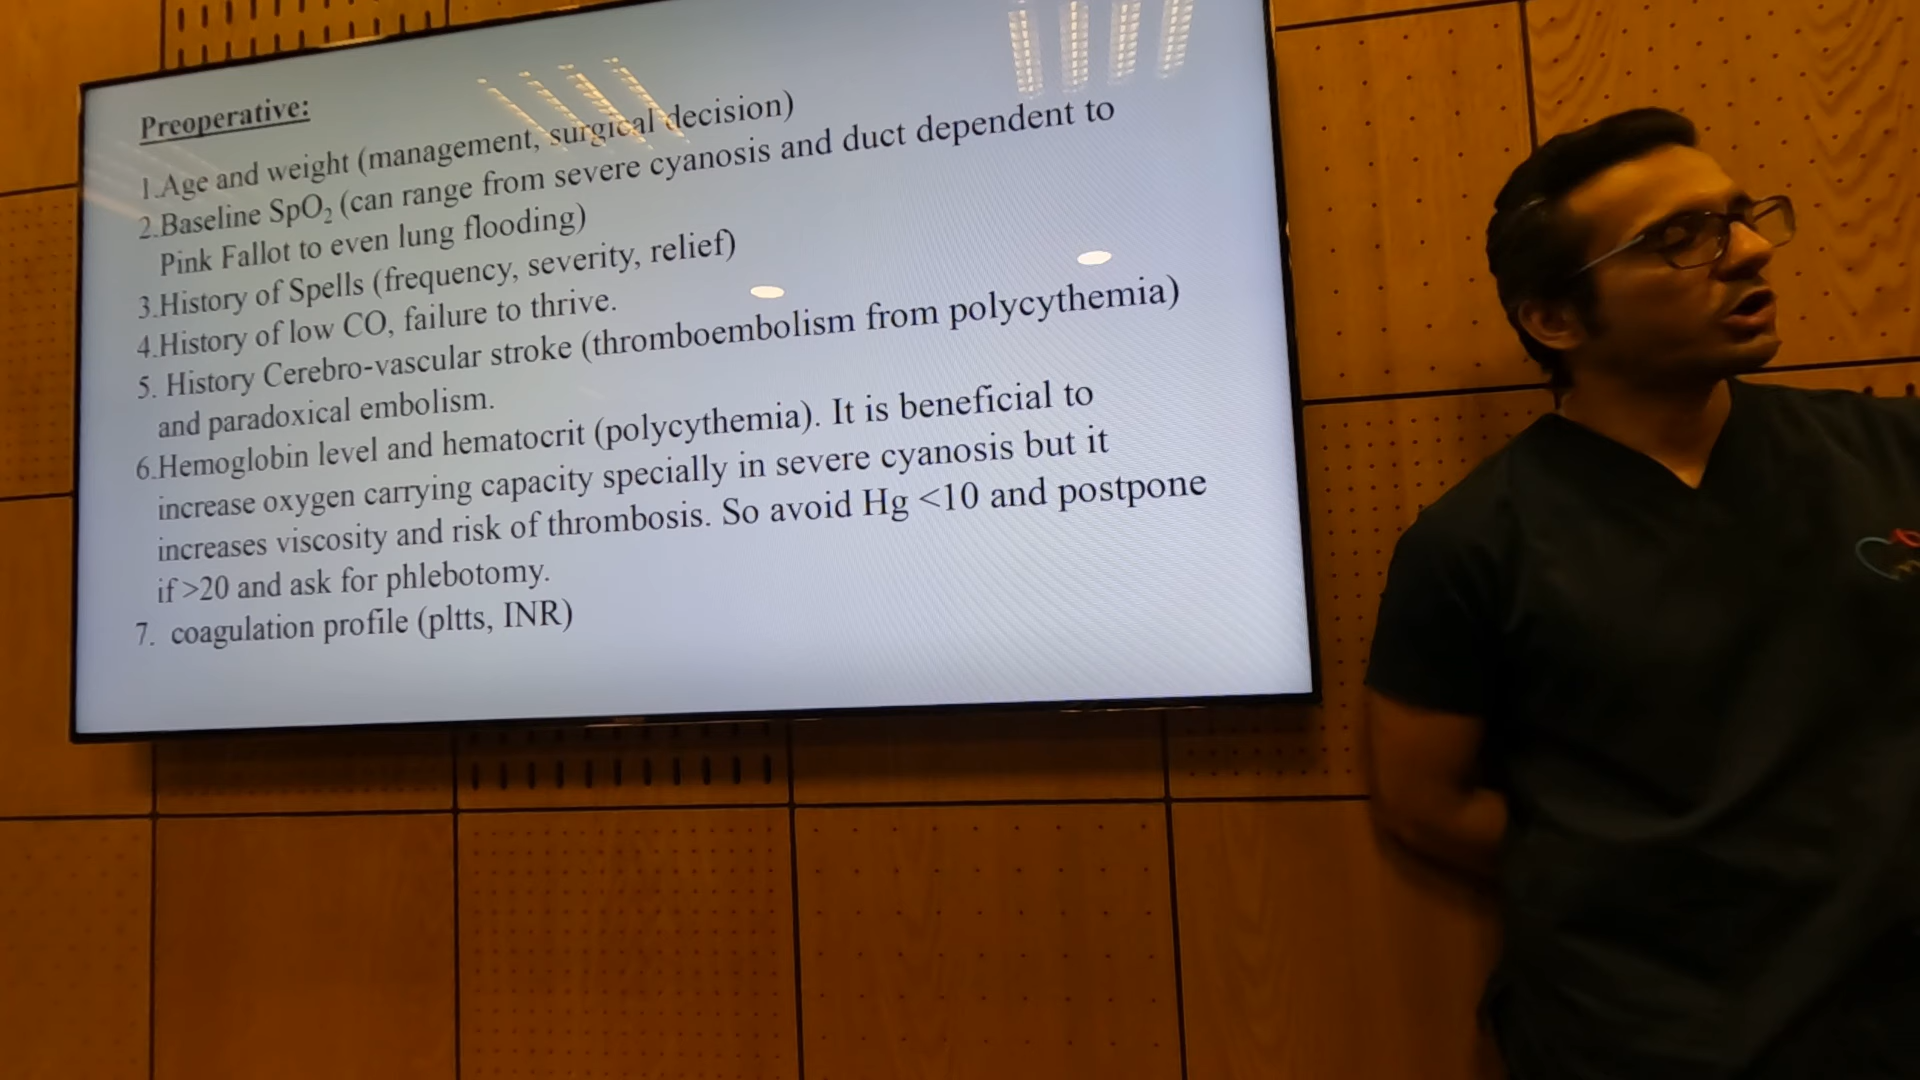 Preoperative:
1.Age and weight (management, surgical decision)
2.Baseline SpO₂ (can range from severe cyanosis and duct dependent to
Pink Fallot to even lung flooding)
3.History of Spells (frequency, severity, relief)
4.History of low CO, failure to thrive.
5. History Cerebro-vascular stroke (thromboembolism from polycythemia)
and paradoxical embolism.
6.Hemoglobin level and hematocrit (polycythemia). It is beneficial to
increase oxygen carrying capacity specially in severe cyanosis but it
increases viscosity and risk of thrombosis. So avoid Hg <10 and postpone
if >20 and ask for phlebotomy.
7. coagulation profile (pltts, INR)